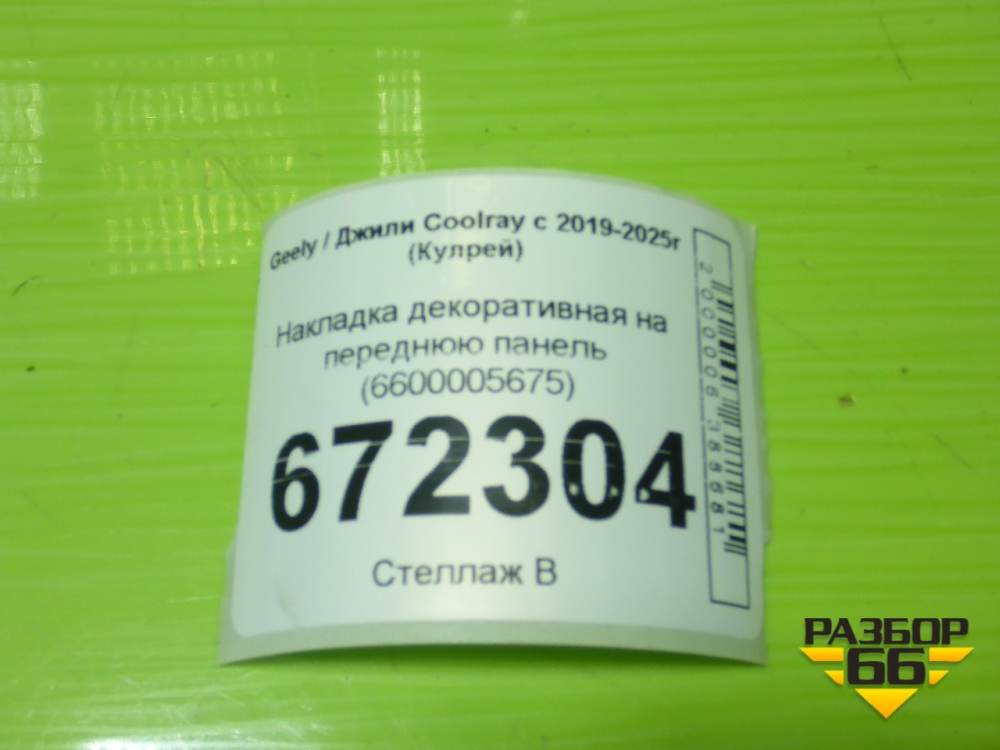 Geely / Джили Coolray с 2019-2025г
(Кулрей)
Накладка декоративная на
переднюю панель
(6600005675)
672304
Стеллаж В
РАЗБОР
66